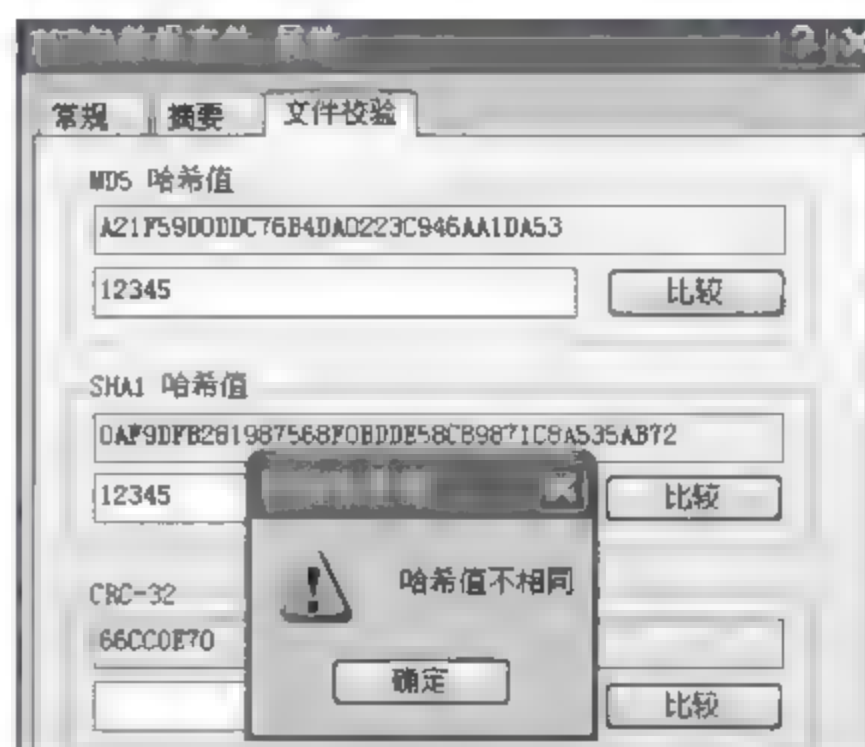 常规 摘要 文件校验
MD5 哈希值
A21F59D0DDC76B4DA0223C946AA1DA53
12345 比较
SHA1 哈希值
0AF9DFB281987568F0BDDE58CB9871C8A535AB72
12345 比较
哈希值不相同
CRC-32
66CC0E70
确定
比较